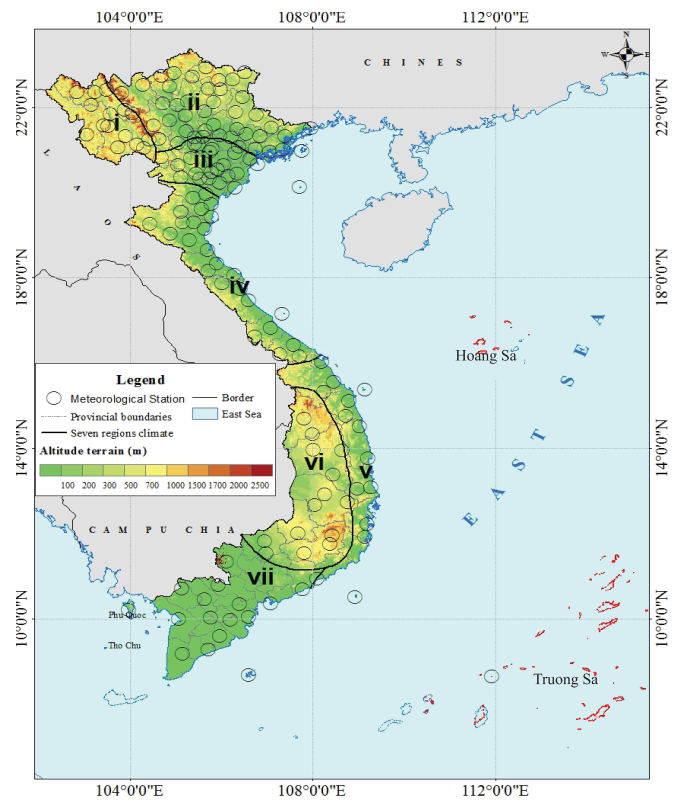 104°0'0"E 108°0'0"E 112°0'0"E
N
W E
S
C H I N E S
22°0'0"N 22°0'0"N
ii
i
iii
L A O S
18°0'0"N 18°0'0"N
iv
Hoang Sa
E A S T S E A
Legend
Meteorological Station
Border
Provincial boundaries
East Sea
Seven regions climate
Altitude terrain (m)
100 200 300 500 700 1000 1500 1700 2000 2500
14°0'0"N 14°0'0"N
vi
v
C A M P U C H I A
vii
Phu Quoc
10°0'0"N 10°0'0"N
Tho Chu
Truong Sa
104°0'0"E 108°0'0"E 112°0'0"E